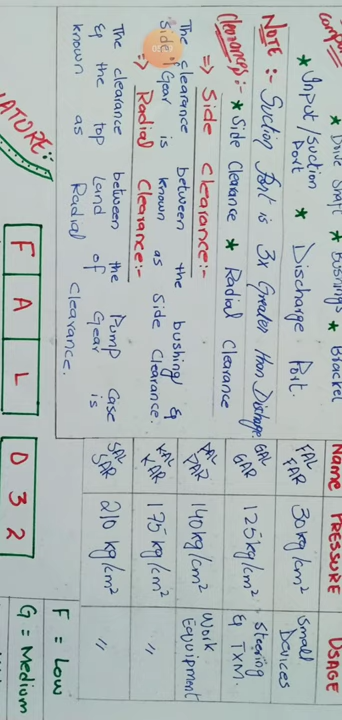 ★ Drive Shaft ★ Bushings ★ Bracket
★ Input/Suction Port ★ Discharge Port
NOTE :- Suction Port is 3x Greater than Discharge.
Clearances:- ★ Side Clearance ★ Radial Clearance
=> Side Clearance:-
The clearance between the bushing &
Side Gear is known as Side Clearance.
=> Radial Clearance:-
The clearance between the Pump Case
& the top Land of Gear is
known as Radial Clearance.
Name PRESSURE USAGE
FAL FAR 30 kg/cm² Small Devices
GAL GAR 125 kg/cm² Steering & TXM.
PAL PAR 140 kg/cm² Work Equipment
KAL KAR 175 kg/cm² "
SAL SAR 210 kg/cm² "
ATURE:-
F A L 0 3 2
F = Low
G = Medium